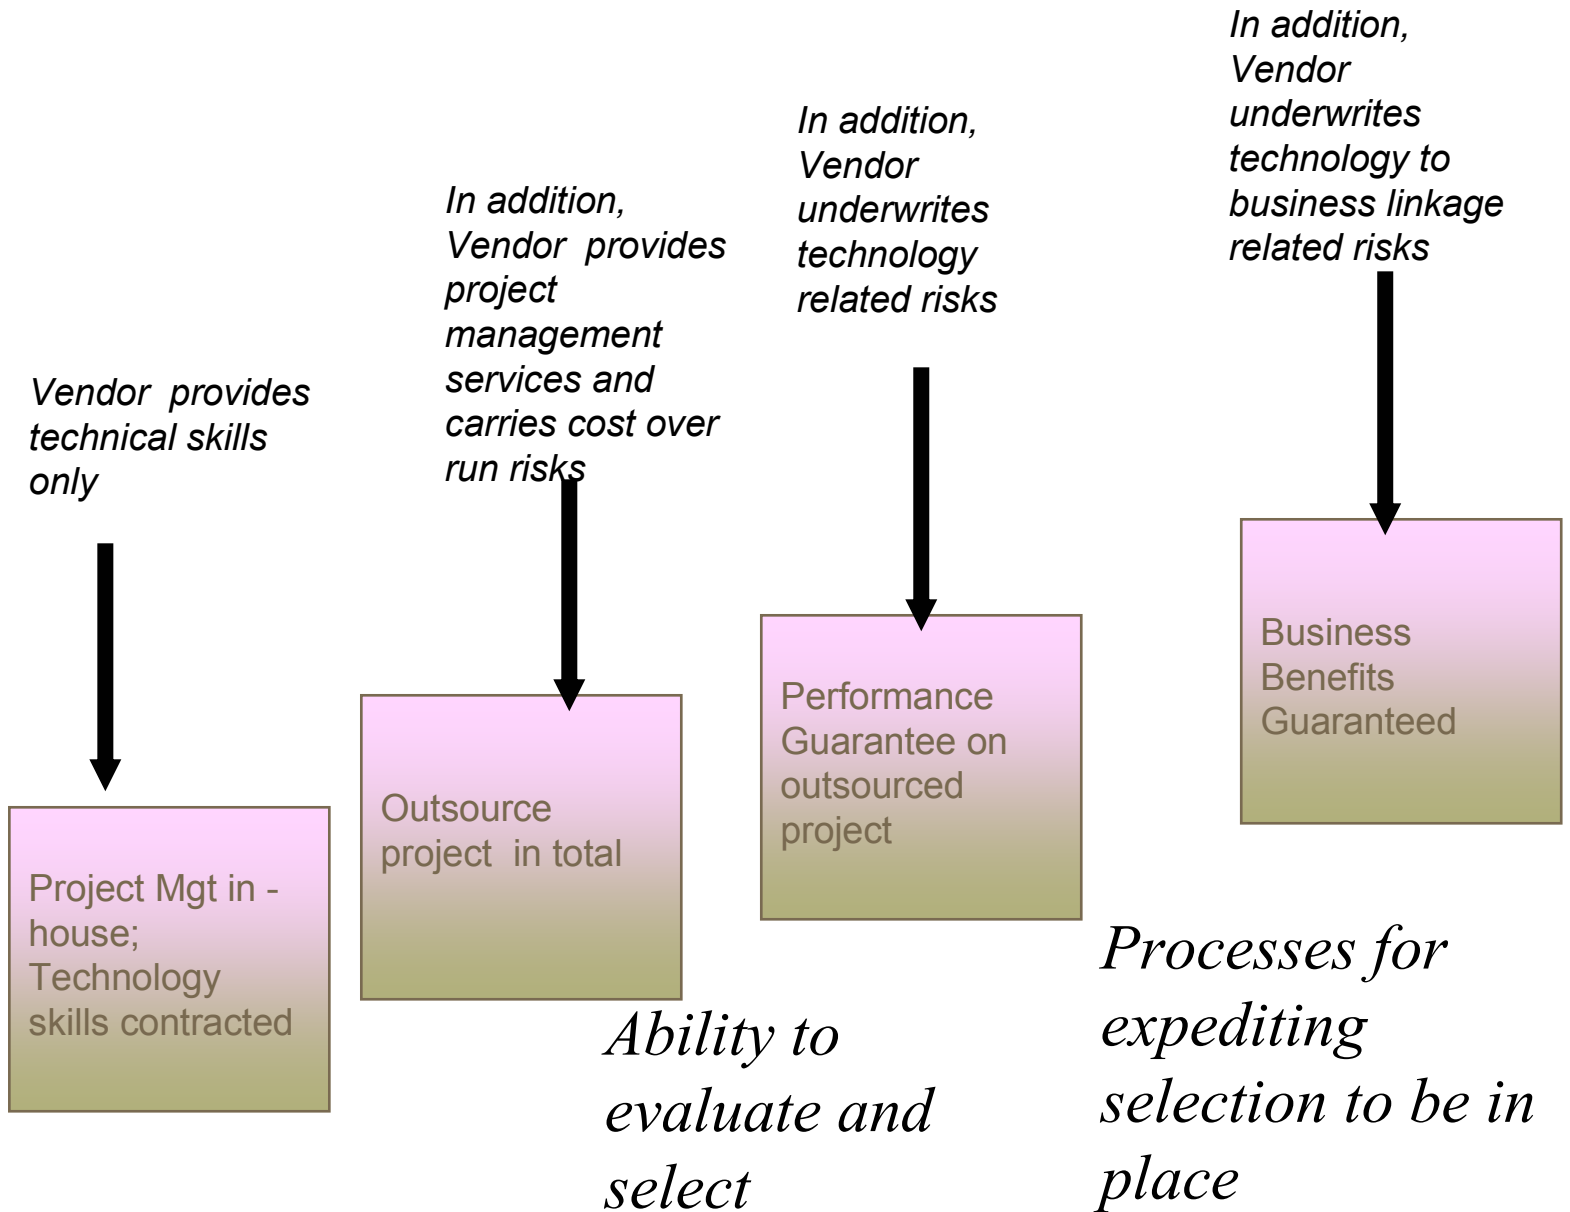 Vendor provides
technical skills
only
In addition,
Vendor provides
project
management
services and
carries cost over
run risks
In addition,
Vendor
underwrites
technology
related risks
In addition,
Vendor
underwrites
technology to
business linkage
related risks
Project Mgt in -
house;
Technology
skills contracted
Outsource
project in total
Performance
Guarantee on
outsourced
project
Business
Benefits
Guaranteed
Ability to
evaluate and
select
Processes for
expediting
selection to be in
place